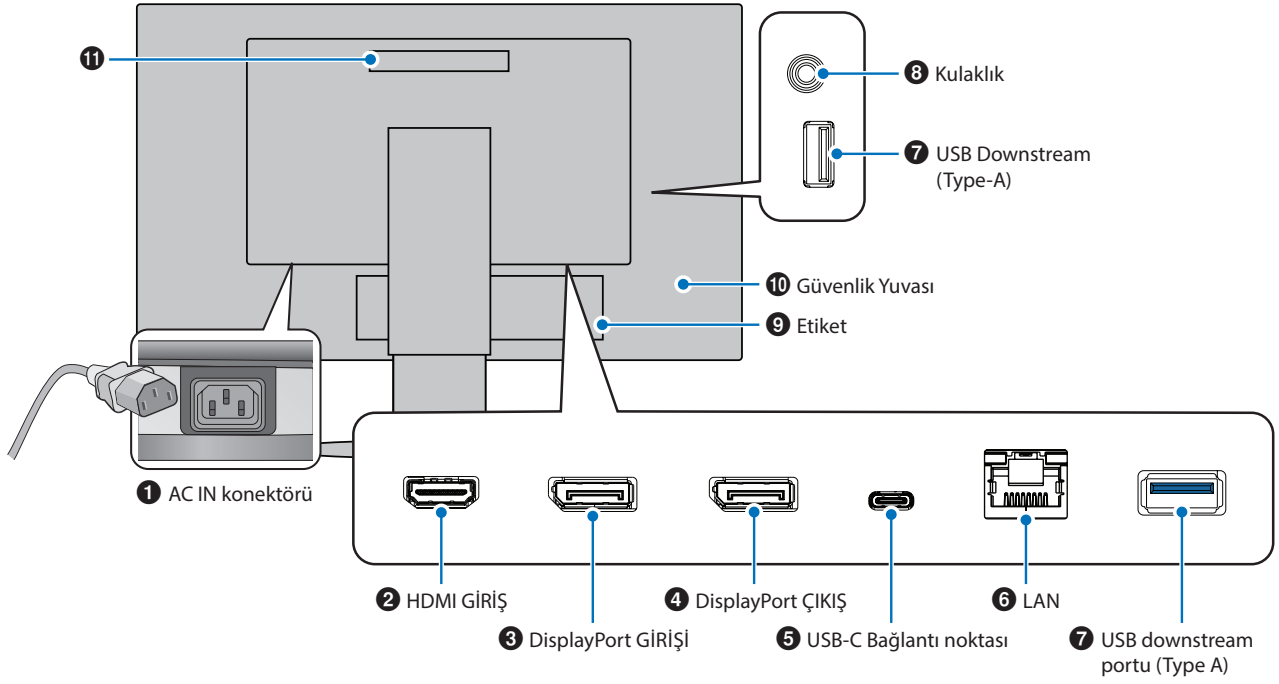 ⓫
❽ Kulaklık
❼ USB Downstream
(Type-A)
❿ Güvenlik Yuvası
❾ Etiket
❶ AC IN konektörü
❷ HDMI GİRİŞ
❸ DisplayPort GİRİŞİ
❹ DisplayPort ÇIKIŞ
❺ USB-C Bağlantı noktası
❻ LAN
❼ USB downstream
portu (Type A)